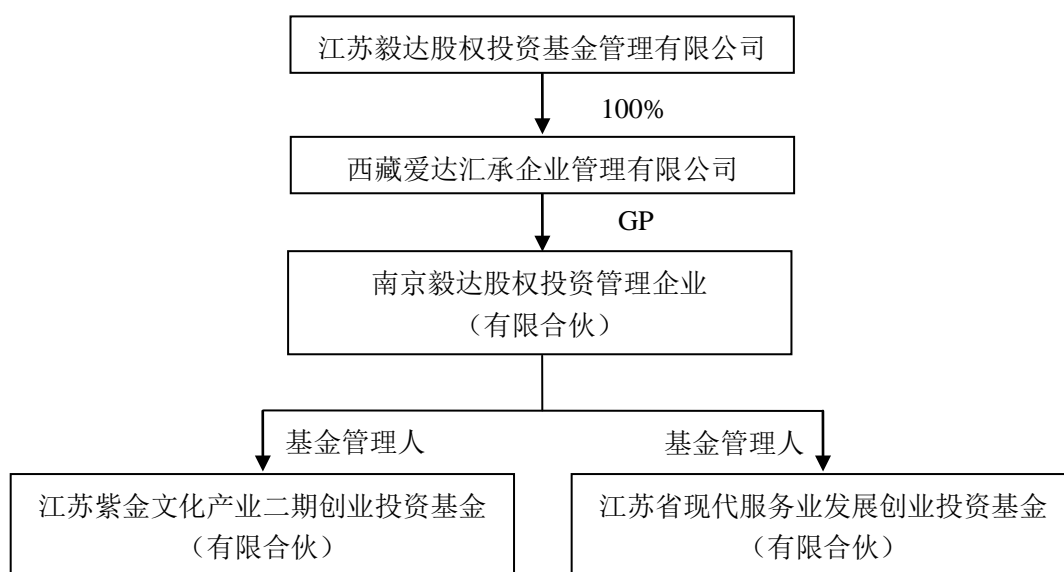 江苏毅达股权投资基金管理有限公司
100%
西藏爱达汇承企业管理有限公司
GP
南京毅达股权投资管理企业
（有限合伙）
基金管理人
基金管理人
江苏紫金文化产业二期创业投资基金
（有限合伙）
江苏省现代服务业发展创业投资基金
（有限合伙）